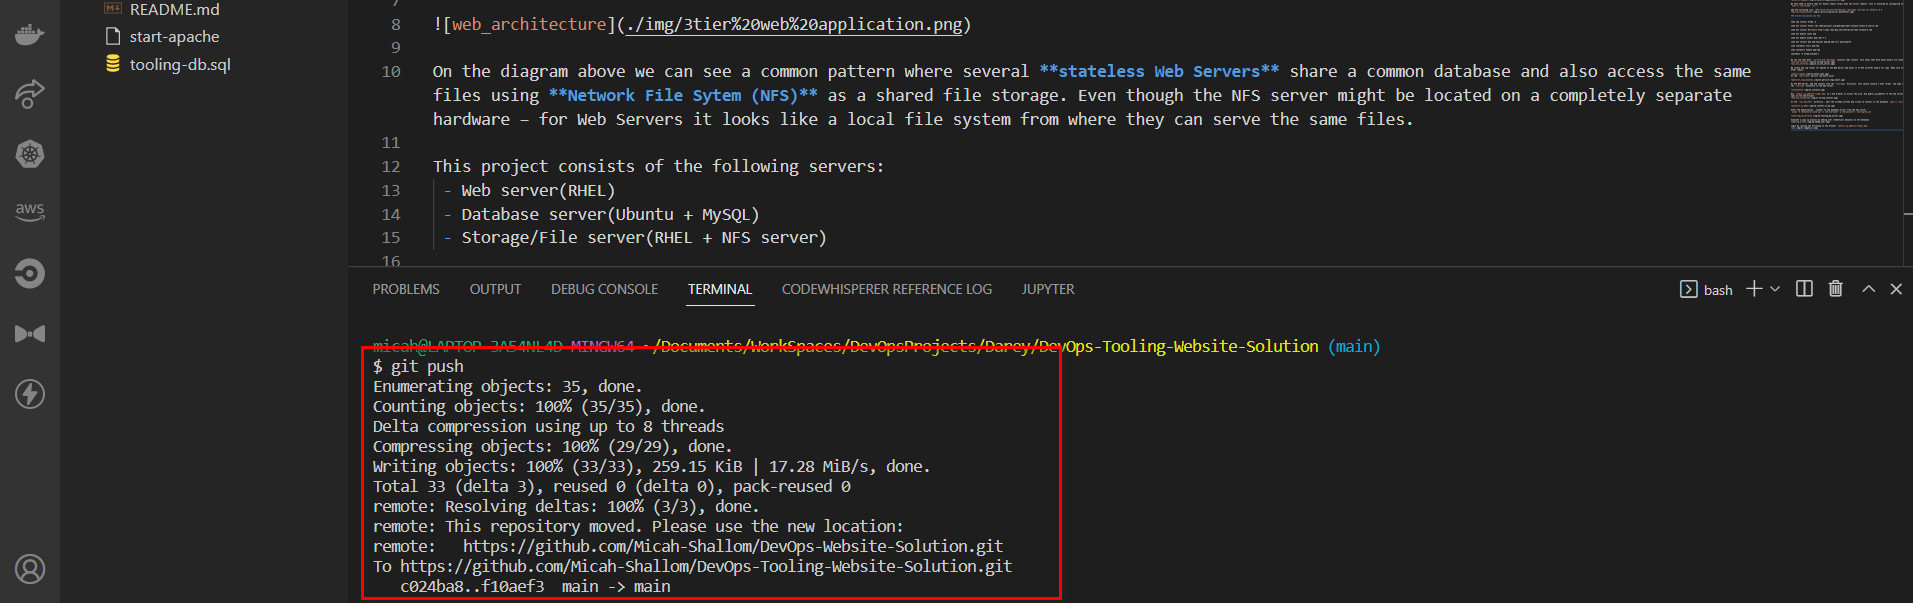 README.md
start-apache
tooling-db.sql
7
8 ![web_architecture](./img/3tier%20web%20application.png)
9
10 On the diagram above we can see a common pattern where several **stateless Web Servers** share a common database and also access the same
files using **Network File Sytem (NFS)** as a shared file storage. Even though the NFS server might be located on a completely separate
hardware – for Web Servers it looks like a local file system from where they can serve the same files.
11
12 This project consists of the following servers:
13 - Web server(RHEL)
14 - Database server(Ubuntu + MySQL)
15 - Storage/File server(RHEL + NFS server)
16
aws
PROBLEMS OUTPUT DEBUG CONSOLE TERMINAL CODEWHISPERER REFERENCE LOG JUPYTER
bash
micah@LAPTOP-3A54NL4D MINGW64 ~/Documents/WorkSpaces/DevOpsProjects/Darey/DevOps-Tooling-Website-Solution (main)
$ git push
Enumerating objects: 35, done.
Counting objects: 100% (35/35), done.
Delta compression using up to 8 threads
Compressing objects: 100% (29/29), done.
Writing objects: 100% (33/33), 259.15 KiB | 17.28 MiB/s, done.
Total 33 (delta 3), reused 0 (delta 0), pack-reused 0
remote: Resolving deltas: 100% (3/3), done.
remote: This repository moved. Please use the new location:
remote:   https://github.com/Micah-Shallom/DevOps-Website-Solution.git
To https://github.com/Micah-Shallom/DevOps-Tooling-Website-Solution.git
   c024ba8..f10aef3  main -> main